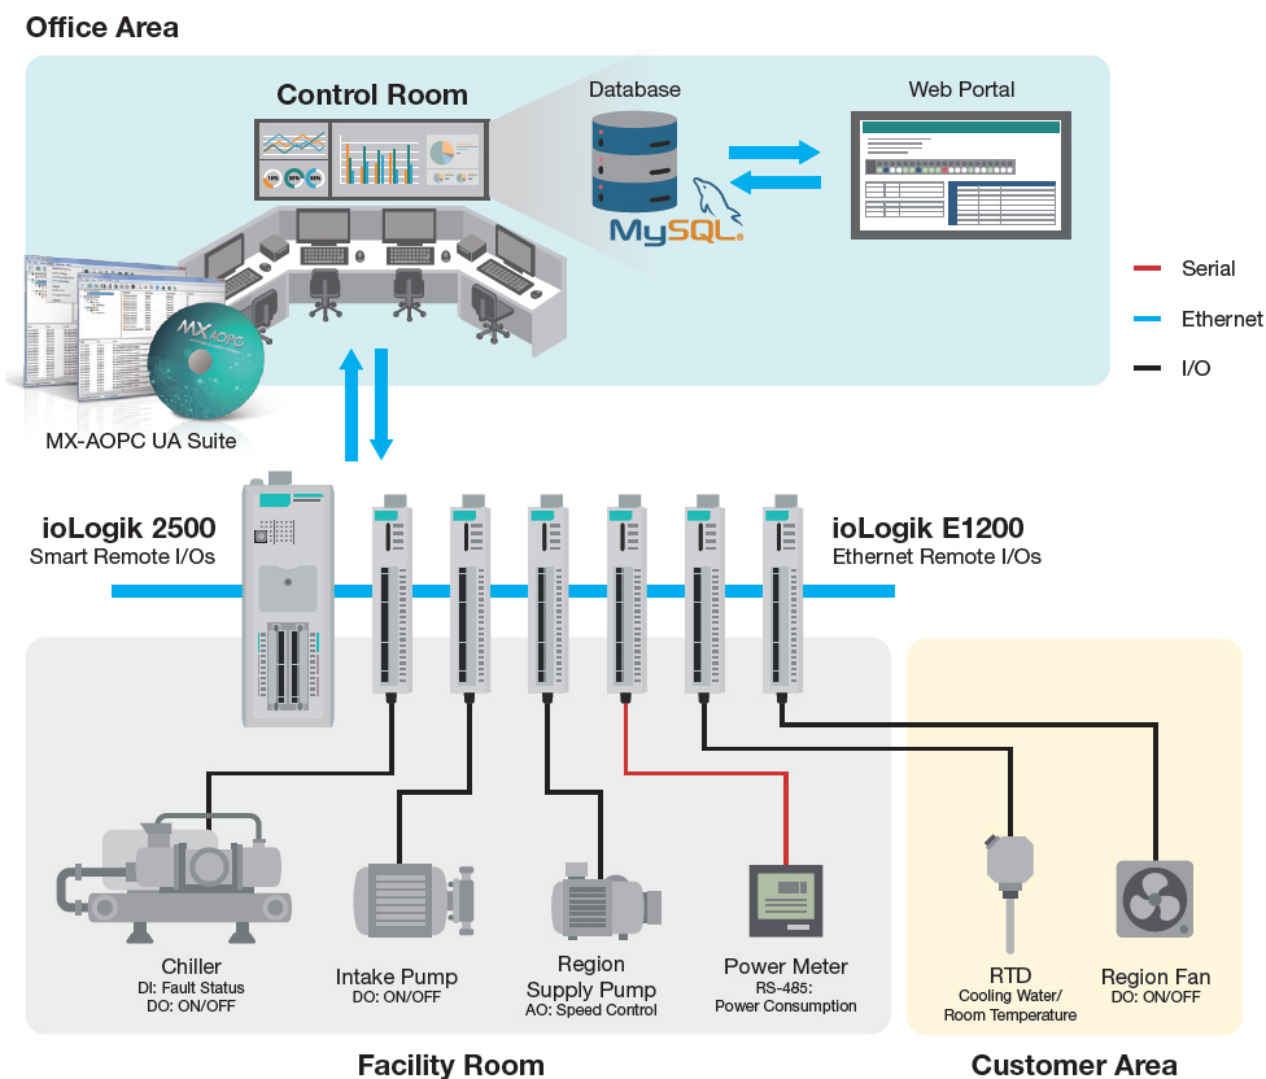 Office Area
Control Room
Database
Web Portal
MySQL
Serial
Ethernet
I/O
MX-AOPC
MX-AOPC UA Suite
ioLogik 2500
Smart Remote I/Os
ioLogik E1200
Ethernet Remote I/Os
Chiller
DI: Fault Status
DO: ON/OFF
Intake Pump
DO: ON/OFF
Region
Supply Pump
AO: Speed Control
Power Meter
RS-485:
Power Consumption
RTD
Cooling Water/
Room Temperature
Region Fan
DO: ON/OFF
Facility Room
Customer Area